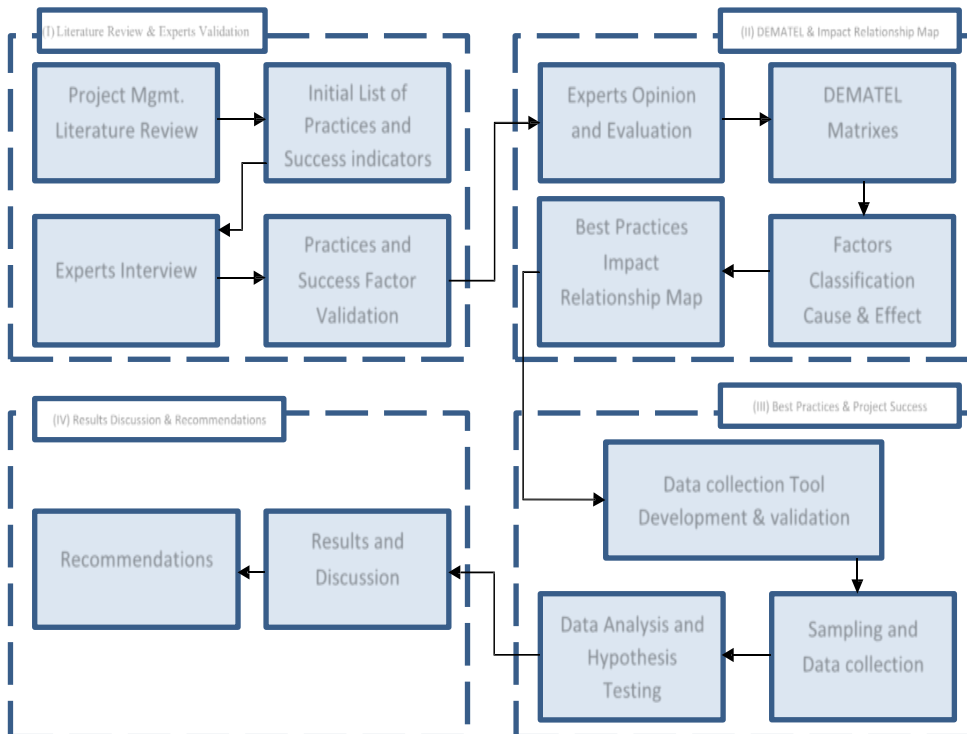 (I) Literature Review & Experts Validation
Project Mgmt.
Literature Review
Initial List of
Practices and
Success indicators
Experts Interview
Practices and
Success Factor
Validation
(II) DEMATEL & Impact Relationship Map
Experts Opinion
and Evaluation
DEMATEL
Matrixes
Best Practices
Impact
Relationship Map
Factors
Classification
Cause & Effect
(III) Best Practices & Project Success
Data collection Tool
Development & validation
Data Analysis and
Hypothesis
Testing
Sampling and
Data collection
(IV) Results Discussion & Recommendations
Recommendations
Results and
Discussion